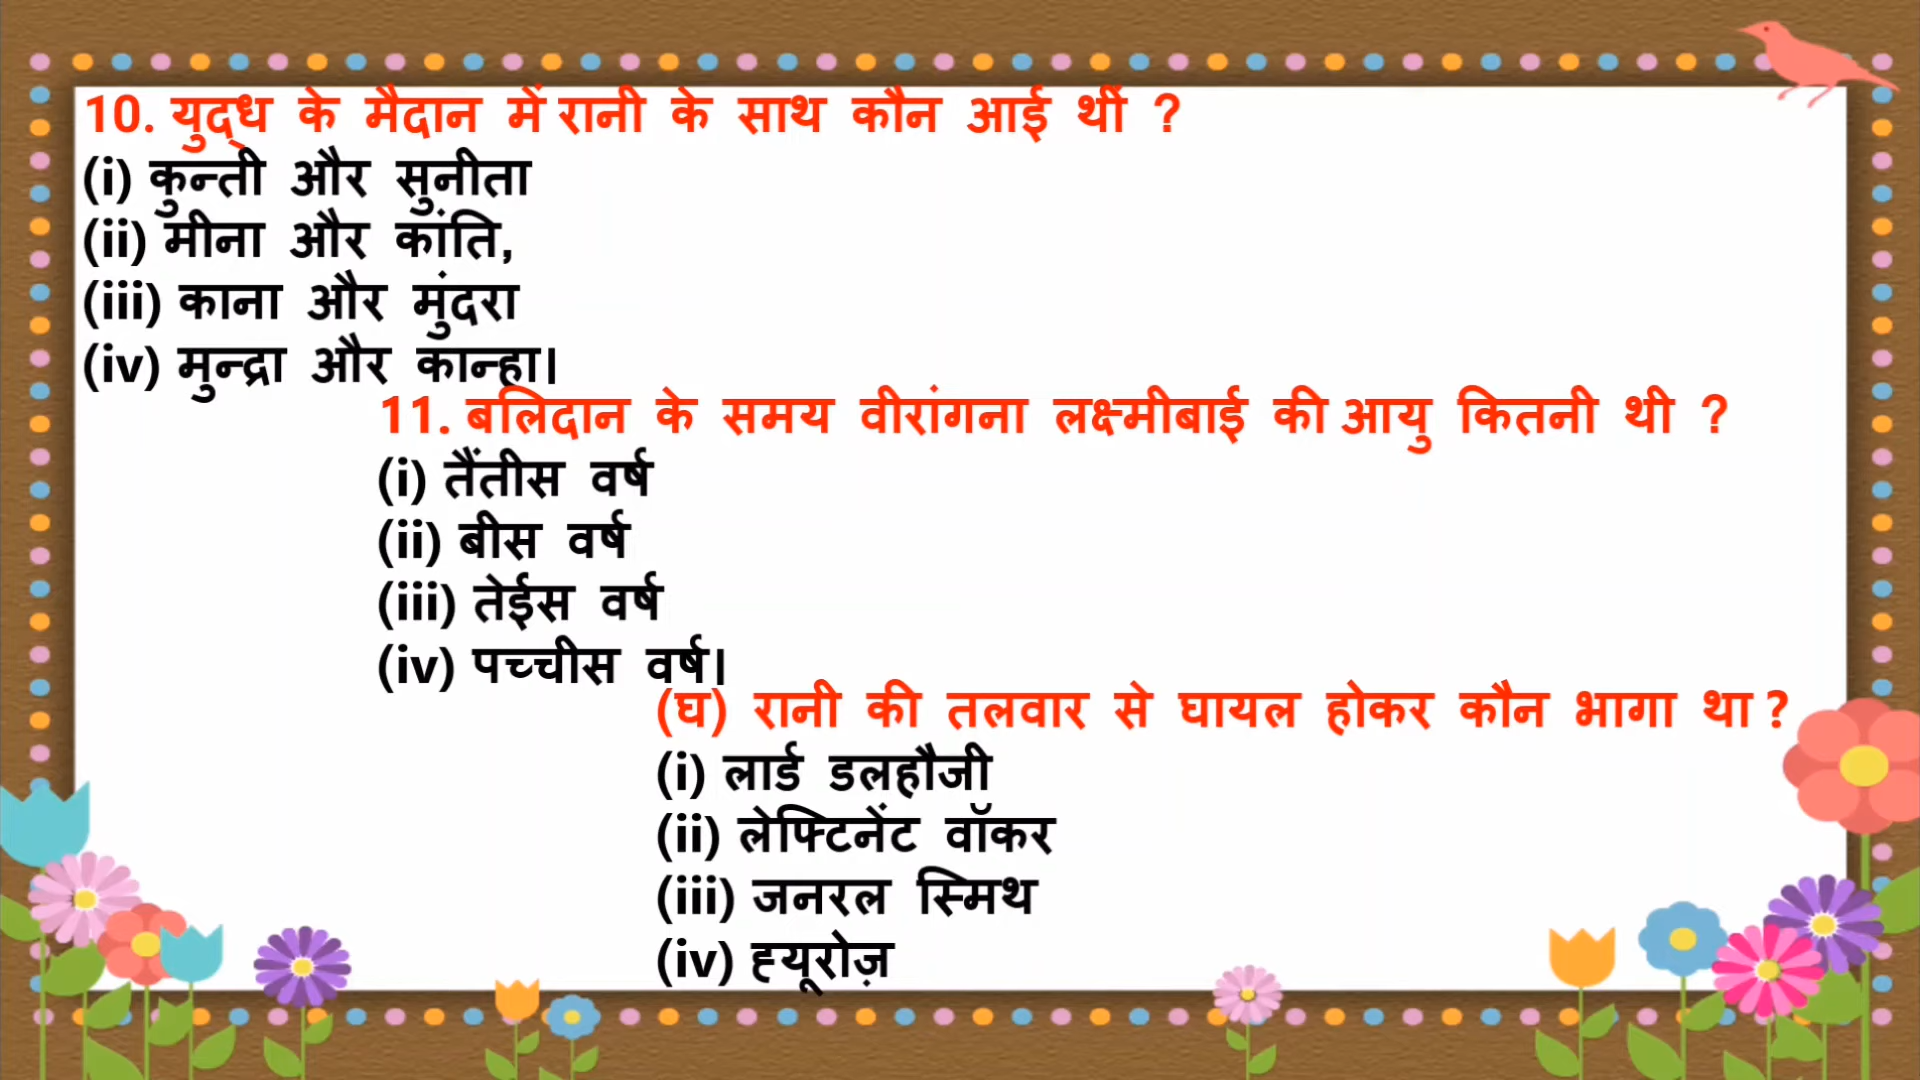 10. युद्ध के मैदान में रानी के साथ कौन आई थीं ?
(i) कुन्ती और सुनीता
(ii) मीना और कांति,
(iii) काना और मुंदरा
(iv) मुन्द्रा और कान्हा।
11. बलिदान के समय वीरांगना लक्ष्मीबाई की आयु कितनी थी ?
(i) तैंतीस वर्ष
(ii) बीस वर्ष
(iii) तेईस वर्ष
(iv) पच्चीस वर्ष।
(घ) रानी की तलवार से घायल होकर कौन भागा था ?
(i) लार्ड डलहौजी
(ii) लेफ्टिनेंट वॉकर
(iii) जनरल स्मिथ
(iv) ह्यूरोज़